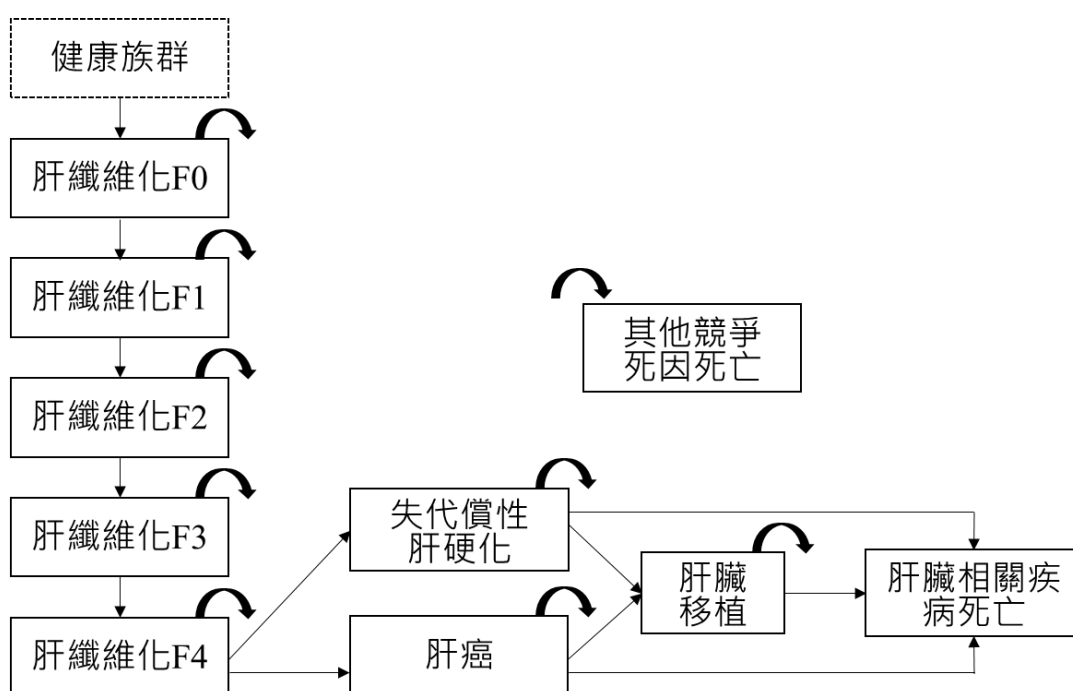 健康族群
肝纖維化F0
肝纖維化F1
其他競爭
死因死亡
肝纖維化F2
肝纖維化F3
失代償性
肝硬化
肝臟
移植
肝臟相關疾
病死亡
肝纖維化F4
肝癌